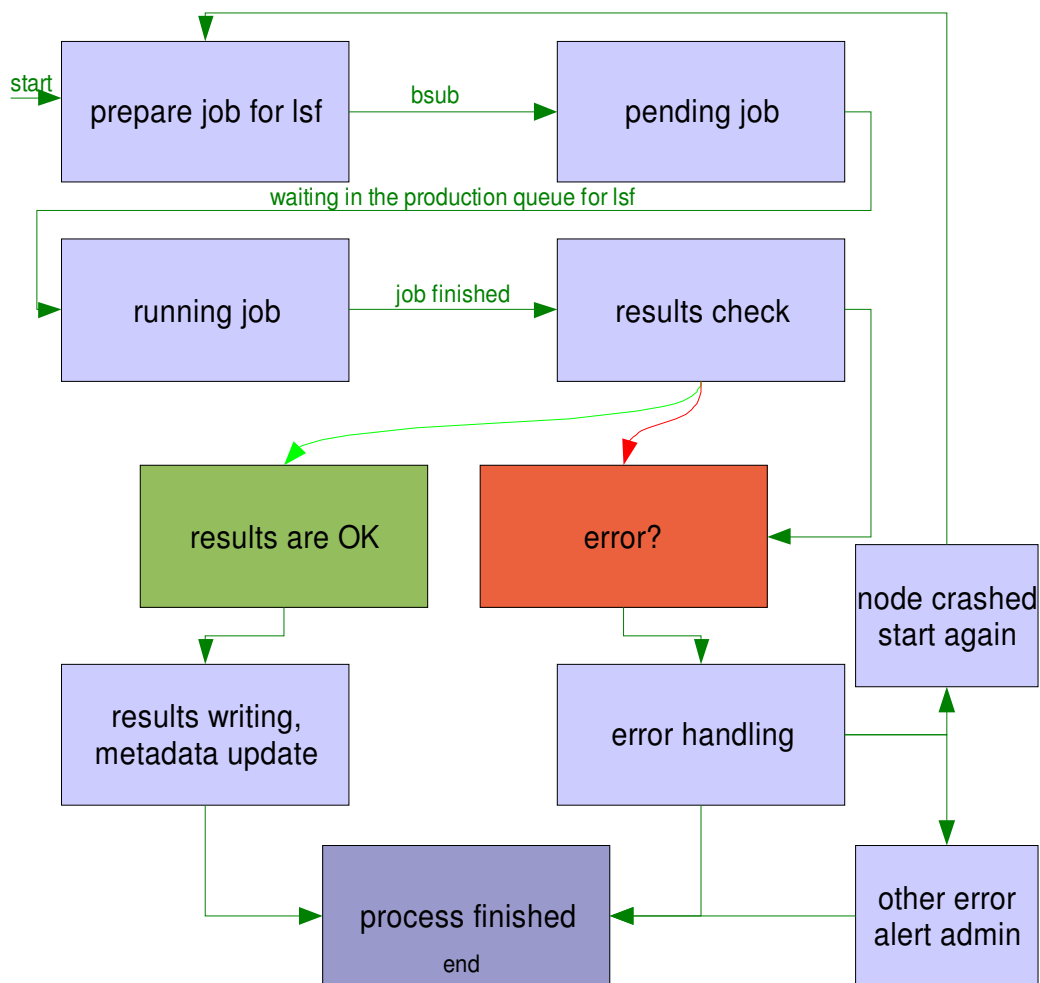 start
prepare job for lsf
bsub
pending job
waiting in the production queue for lsf
running job
job finished
results check
results are OK
error?
node crashed
start again
results writing,
metadata update
error handling
process finished
end
other error
alert admin